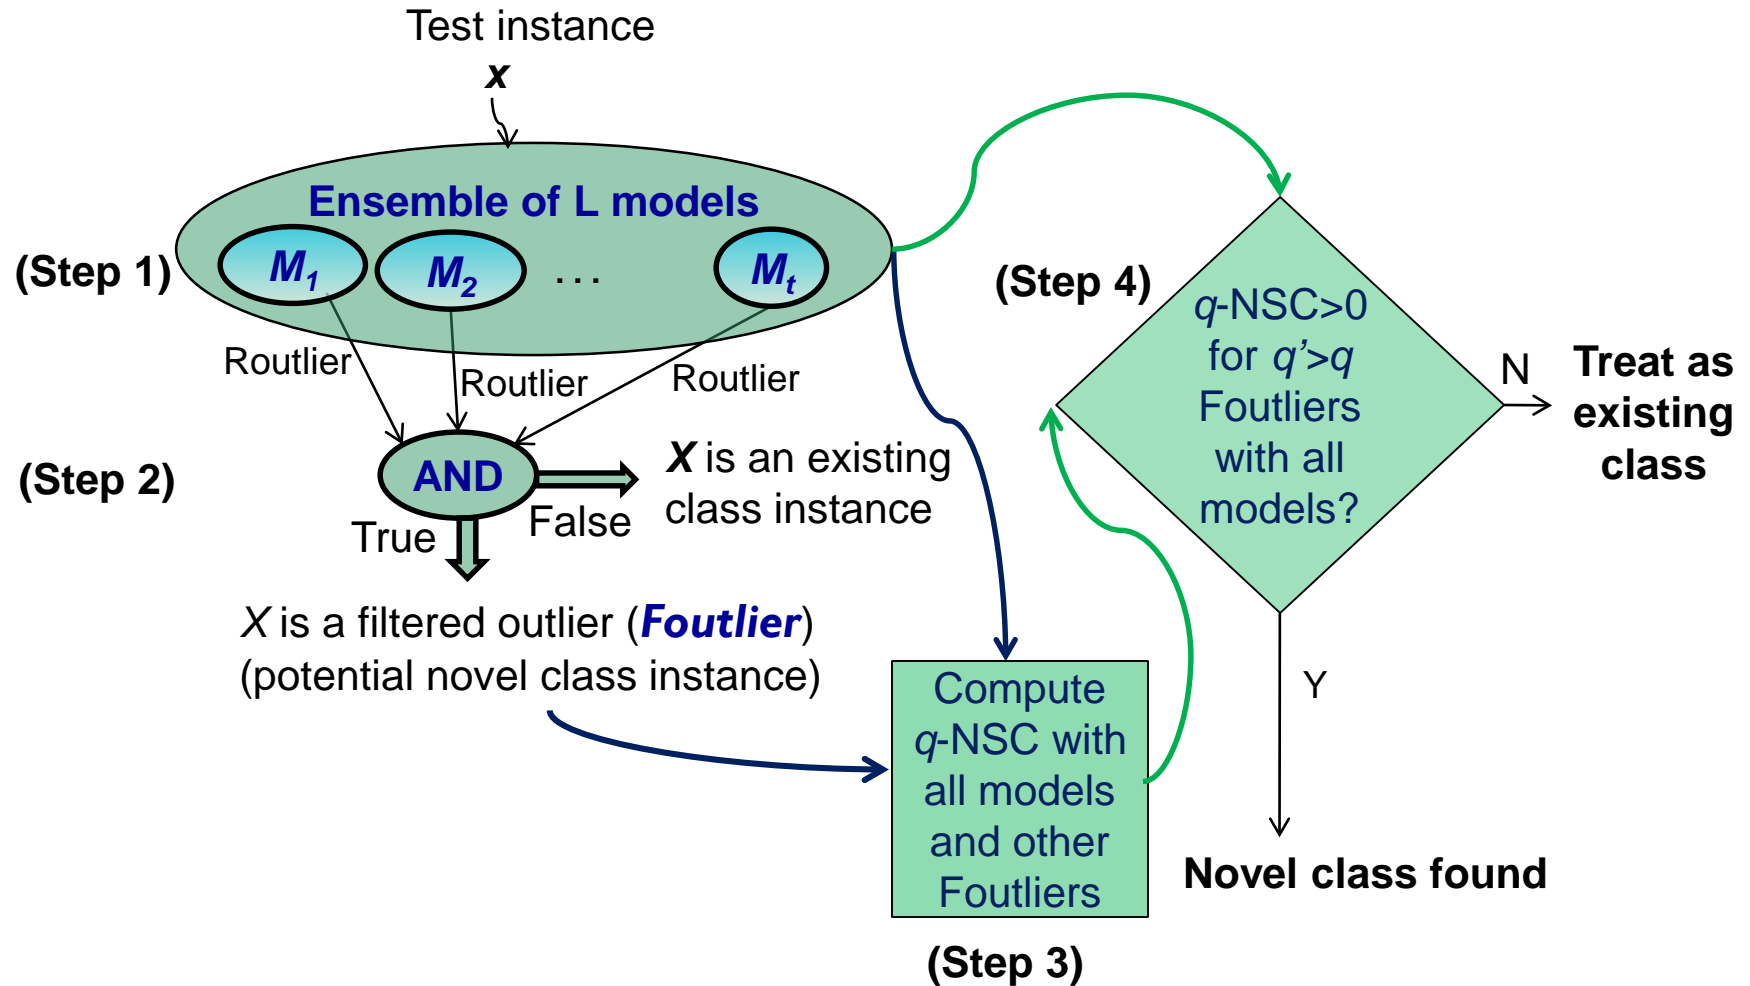 Test instance
x
Ensemble of L models
(Step 1)
M1
M2
...
Mt
Routlier
Routlier
Routlier
(Step 2)
AND
True
False
X is an existing
class instance
X is a filtered outlier (Foutlier)
(potential novel class instance)
Compute
q-NSC with
all models
and other
Foutliers
(Step 3)
(Step 4)
q-NSC>0
for q’>q
Foutliers
with all
models?
N
Treat as
existing
class
Y
Novel class found